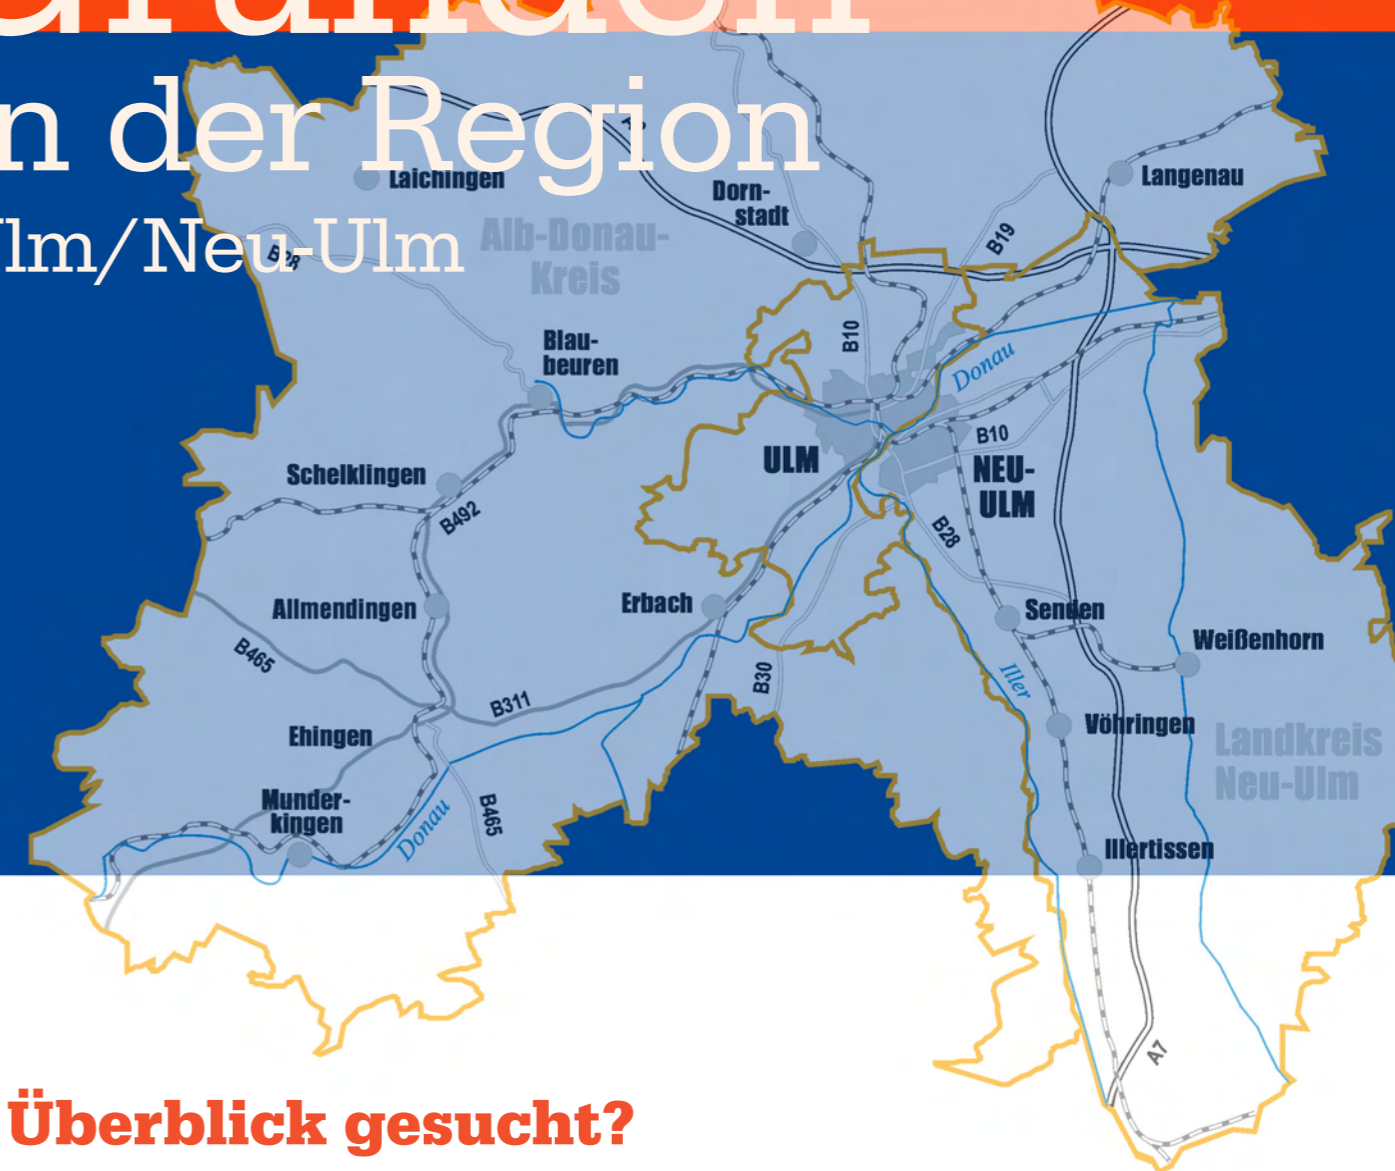 n der Region
lm/Neu-Ulm
Laichingen
Dorn-
stadt
Langenau
Alb-Donau-
Kreis
B19
B28
Blau-
beuren
B10
Donau
ULM
B10
NEU-
ULM
Schelklingen
B492
B28
Allmendingen
Erbach
Senden
Weißenhorn
B465
B30
Iller
B311
Vöhringen
Ehingen
Landkreis
Neu-Ulm
Munder-
kingen
Donau
B465
Illertissen
A7
Überblick gesucht?